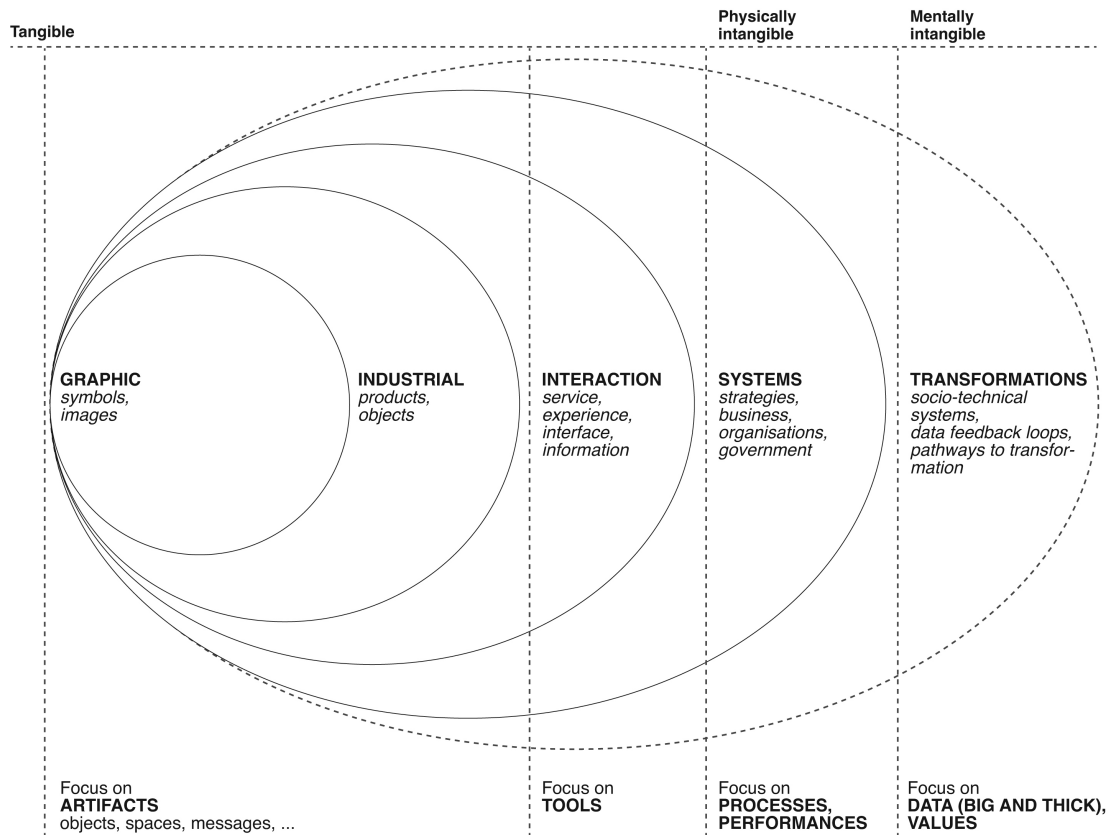 Tangible
Physically
intangible
Mentally
intangible
GRAPHIC
symbols,
images
INDUSTRIAL
products,
objects
INTERACTION
service,
experience,
interface,
information
SYSTEMS
strategies,
business,
organisations,
government
TRANSFORMATIONS
socio-technical
systems,
data feedback loops,
pathways to transfor-
mation
Focus on
ARTIFACTS
objects, spaces, messages, ...
Focus on
TOOLS
Focus on
PROCESSES,
PERFORMANCES
Focus on
DATA (BIG AND THICK),
VALUES